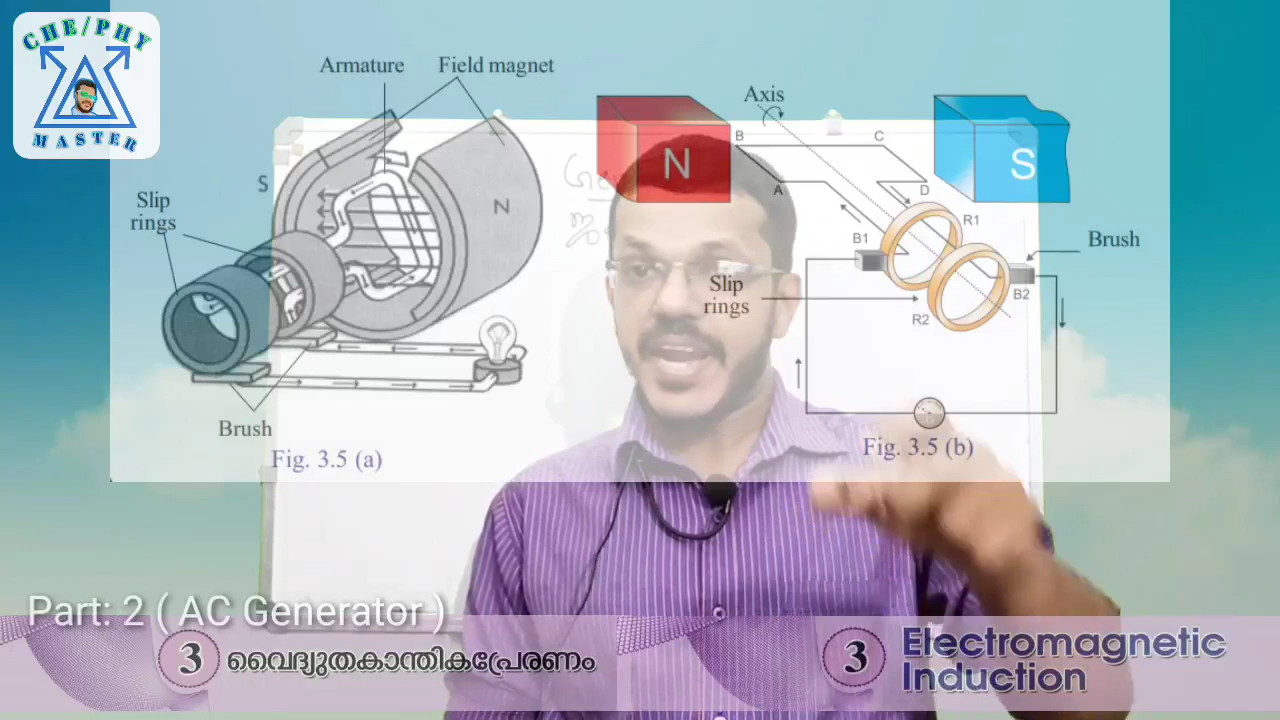 CHE/PHY
MASTER
Armature
Field magnet
Slip
rings
S
N
Brush
Fig. 3.5 (a)
Axis
N
S
B
C
A
D
R1
B1
Brush
B2
Slip
rings
R2
Fig. 3.5 (b)
Part: 2 ( AC Generator )
3 വൈദ്യുതകാന്തികപ്രേരണം
3 Electromagnetic
Induction